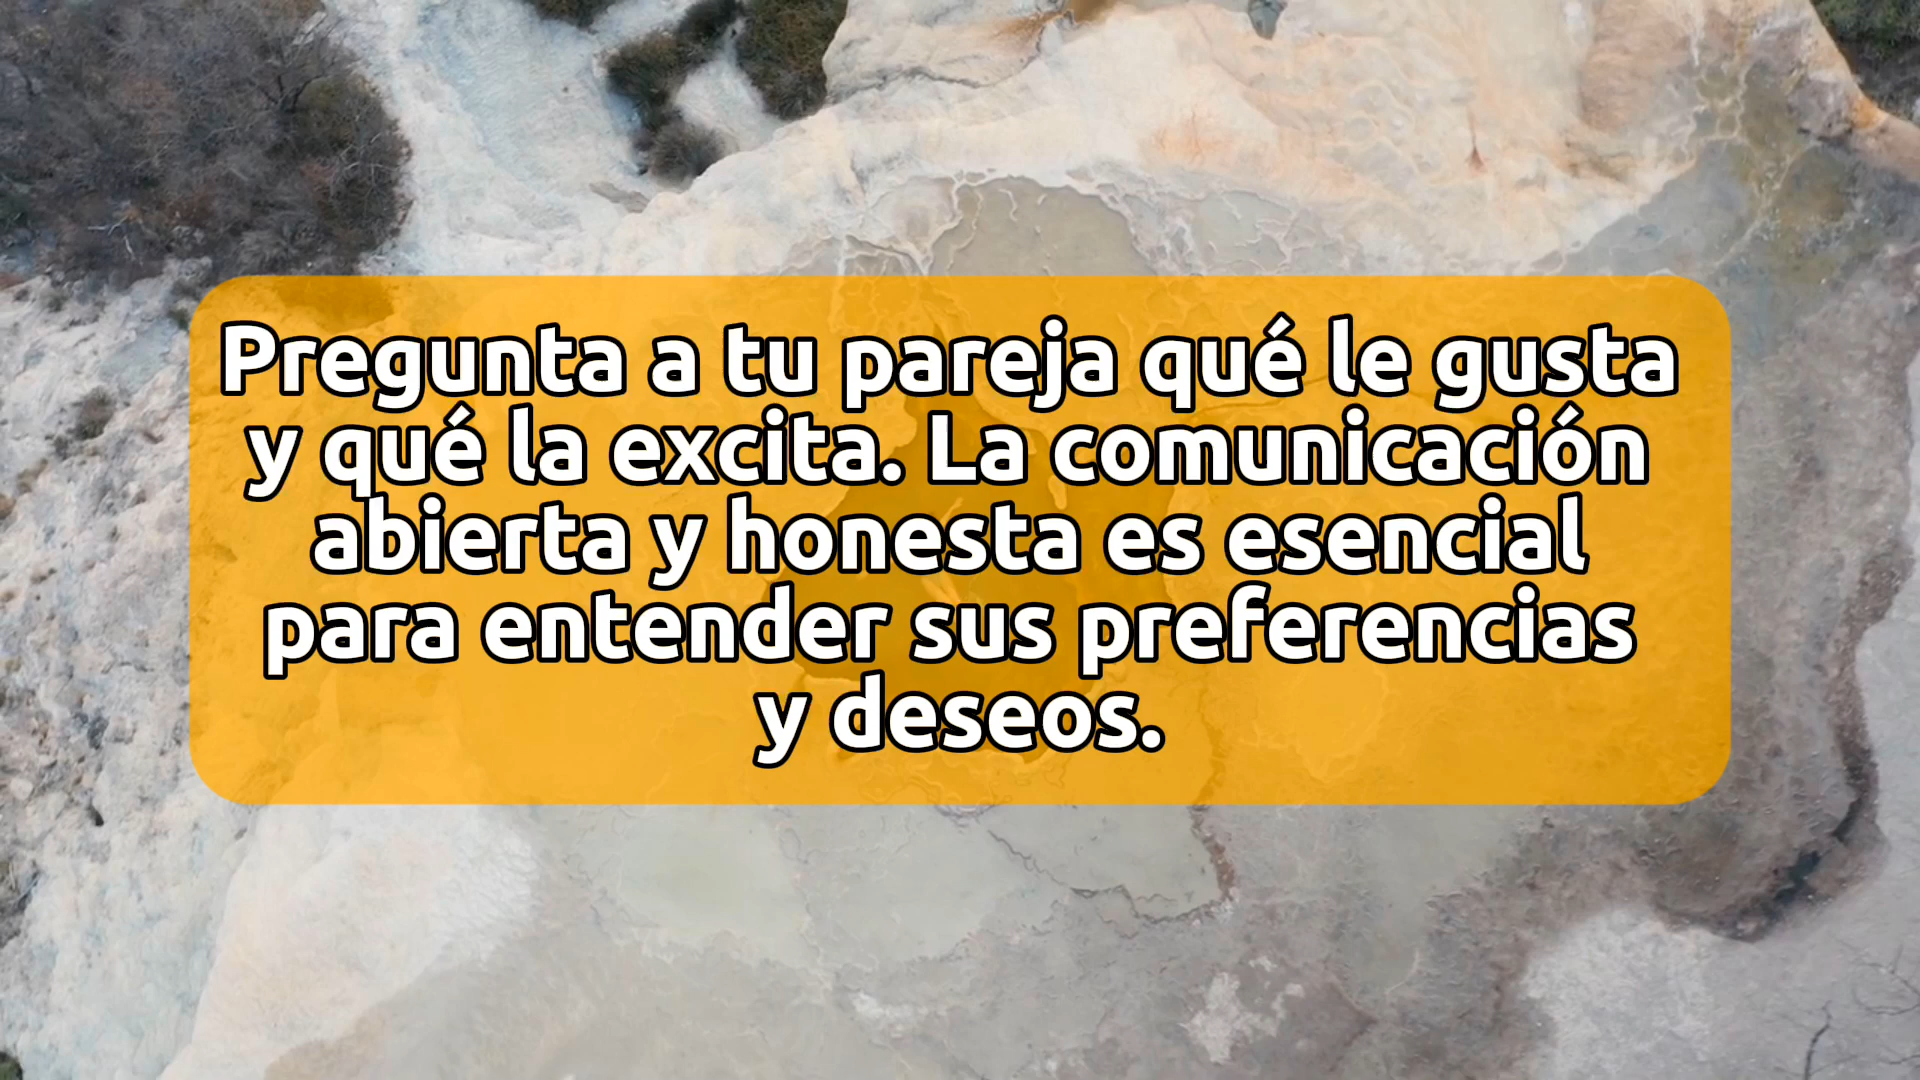 Pregunta a tu pareja qué le gusta
y qué la excita. La comunicación
abierta y honesta es esencial
para entender sus preferencias
y deseos.